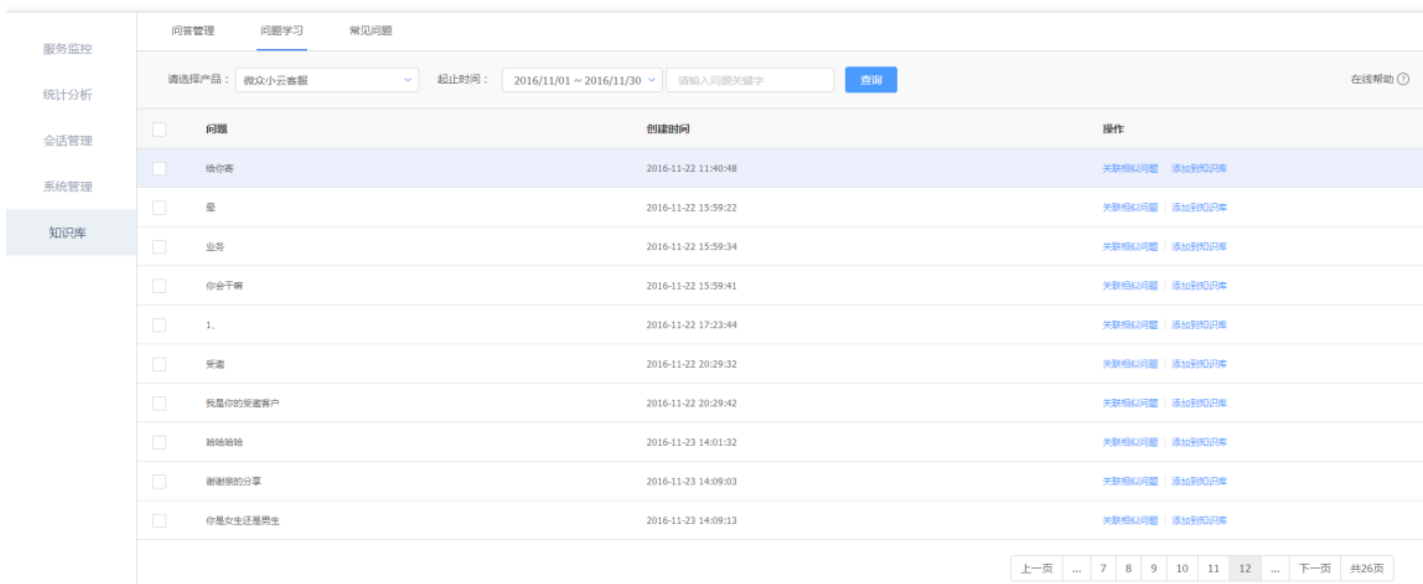 问答管理 问题学习 常见问题
服务监控
请选择产品： 微众小云客服 起止时间： 2016/11/01 ~ 2016/11/30 请输入问题关键字 查询 在线帮助 ?
统计分析
问题 创建时间 操作
会话管理
给你寄 2016-11-22 11:40:48 关联相似问题 添加到知识库
系统管理
晕 2016-11-22 15:59:22 关联相似问题 添加到知识库
知识库
业务 2016-11-22 15:59:34 关联相似问题 添加到知识库
你会干嘛 2016-11-22 15:59:41 关联相似问题 添加到知识库
1、 2016-11-22 17:23:44 关联相似问题 添加到知识库
受邀 2016-11-22 20:29:32 关联相似问题 添加到知识库
我是你的受邀客户 2016-11-22 20:29:42 关联相似问题 添加到知识库
哈哈哈哈 2016-11-23 14:01:32 关联相似问题 添加到知识库
谢谢亲的分享 2016-11-23 14:09:03 关联相似问题 添加到知识库
你是女生还是男生 2016-11-23 14:09:13 关联相似问题 添加到知识库
上一页 ... 7 8 9 10 11 12 ... 下一页 共26页